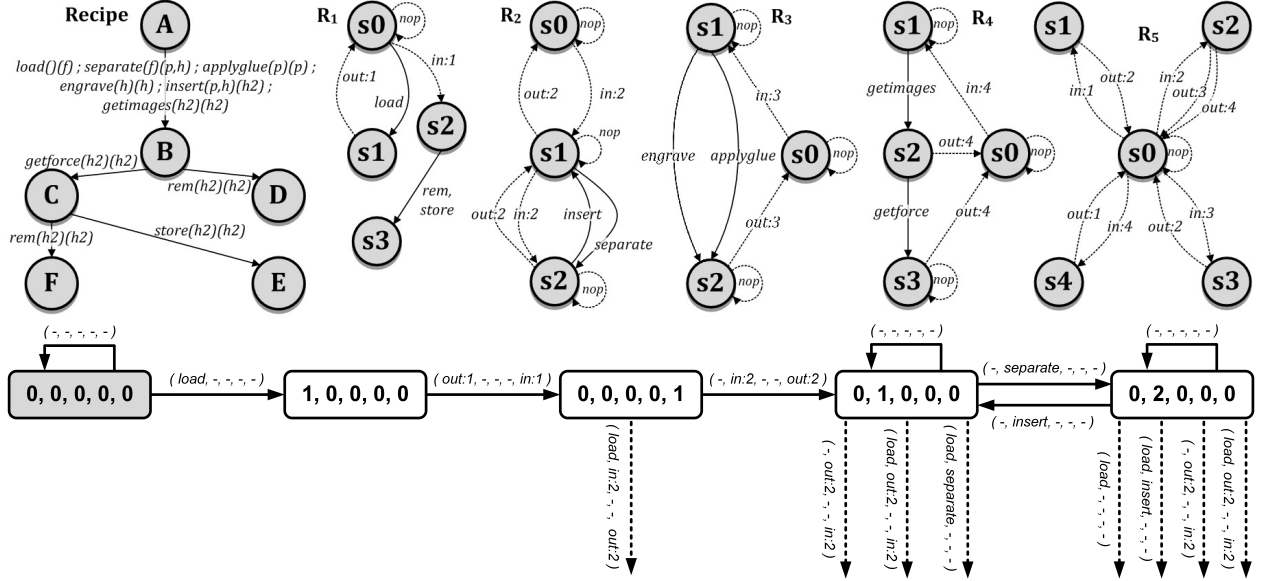 Recipe
A
load()(f) ; separate(f)(p,h) ; applyglue(p)(p) ;
engrave(h)(h) ; insert(p,h)(h2) ;
getimages(h2)(h2)
B
getforce(h2)(h2)
rem(h2)(h2)
C
D
rem(h2)(h2)
store(h2)(h2)
F
E
R1
s0
nop
out:1
in:1
load
s2
s1
rem,
store
s3
R2
s0
nop
out:2
in:2
nop
s1
out:2
in:2
insert
separate
s2
nop
R3
s1
nop
in:3
engrave
applyglue
s0
nop
out:3
s2
nop
R4
s1
nop
getimages
in:4
s2
out:4
s0
nop
getforce
out:4
s3
nop
R5
s1
s2
out:2
in:2
in:1
out:3
out:4
s0
nop
out:1
in:3
in:4
out:2
s4
s3
( -, -, -, -, - )
0, 0, 0, 0, 0
( load, -, -, -, - )
1, 0, 0, 0, 0
( out:1, -, -, -, in:1 )
0, 0, 0, 0, 1
( -, in:2, -, -, out:2 )
( -, -, -, -, - )
0, 1, 0, 0, 0
( -, separate, -, -, - )
( -, insert, -, -, - )
( -, -, -, -, - )
0, 2, 0, 0, 0
( load, in:2, -, -, out:2 )
( -, out:2, -, -, in:2 )
( load, out:2, -, -, in:2 )
( load, separate, -, -, - )
( load, -, -, -, - )
( load, insert, -, -, - )
( -, out:2, -, -, in:2 )
( load, out:2, -, -, in:2 )